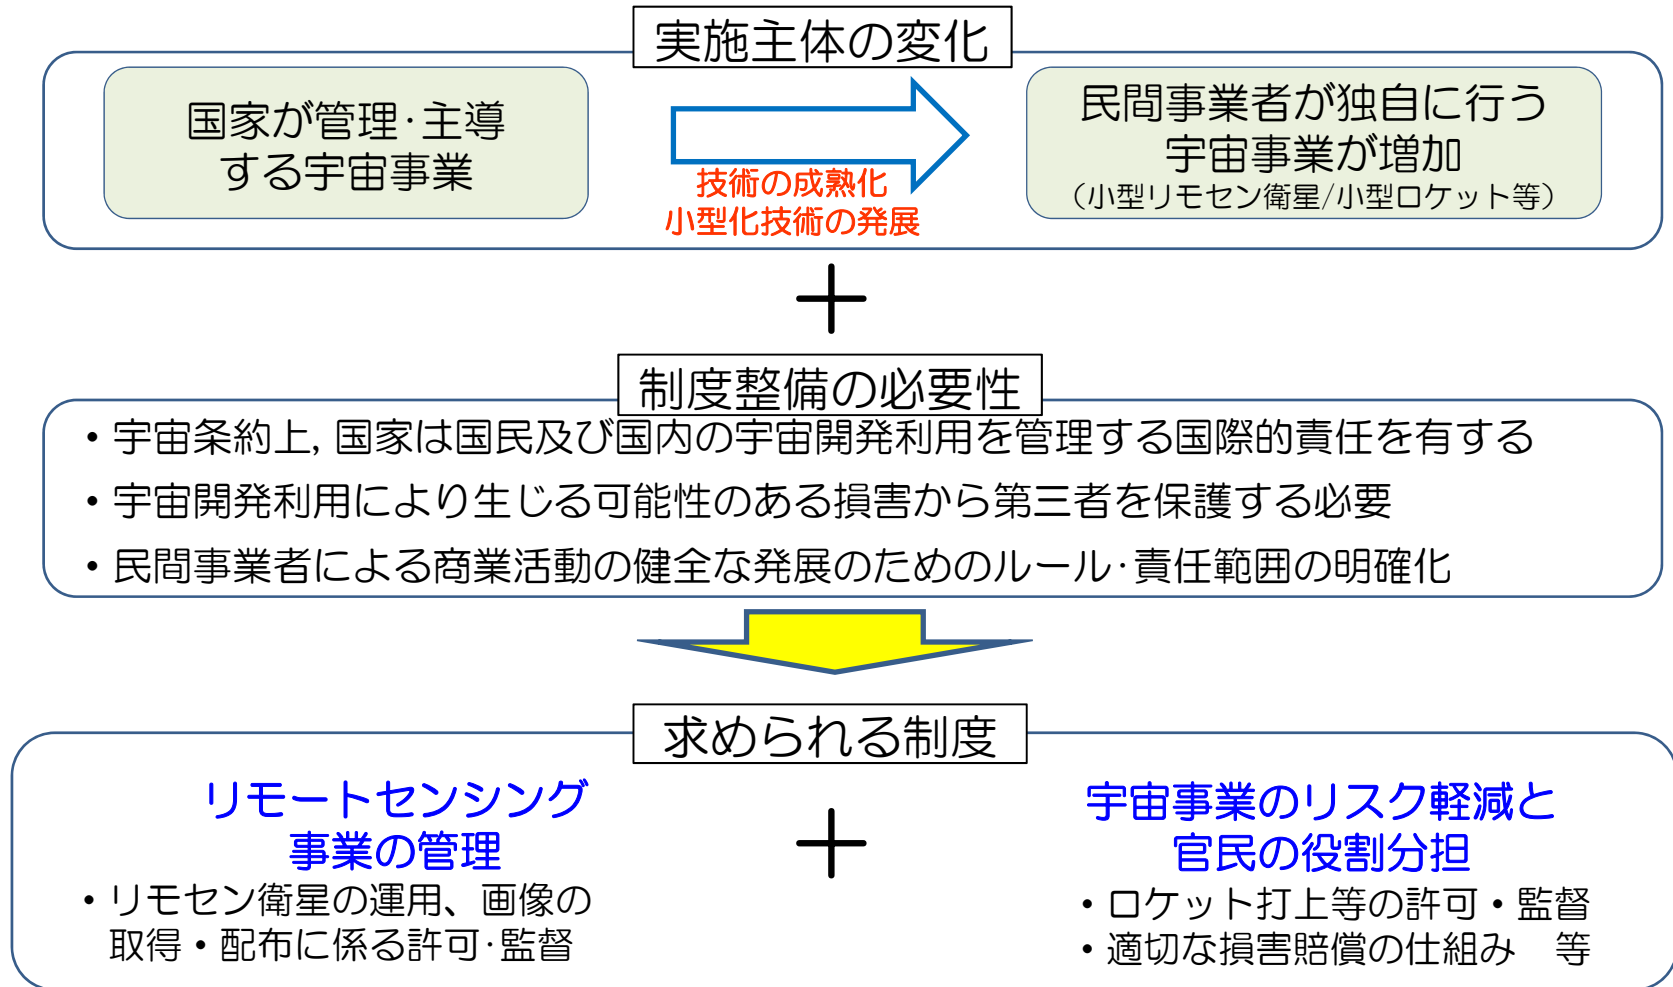 実施主体の変化
国家が管理･主導
する宇宙事業
技術の成熟化
小型化技術の発展
民間事業者が独自に行う
宇宙事業が増加
（小型リモセン衛星/小型ロケット等）
＋
制度整備の必要性
・宇宙条約上, 国家は国民及び国内の宇宙開発利用を管理する国際的責任を有する
・宇宙開発利用により生じる可能性のある損害から第三者を保護する必要
・民間事業者による商業活動の健全な発展のためのルール･責任範囲の明確化
求められる制度
リモートセンシング
事業の管理
・リモセン衛星の運用、画像の
取得・配布に係る許可･監督
＋
宇宙事業のリスク軽減と
官民の役割分担
・ロケット打上等の許可・監督
・適切な損害賠償の仕組み　等